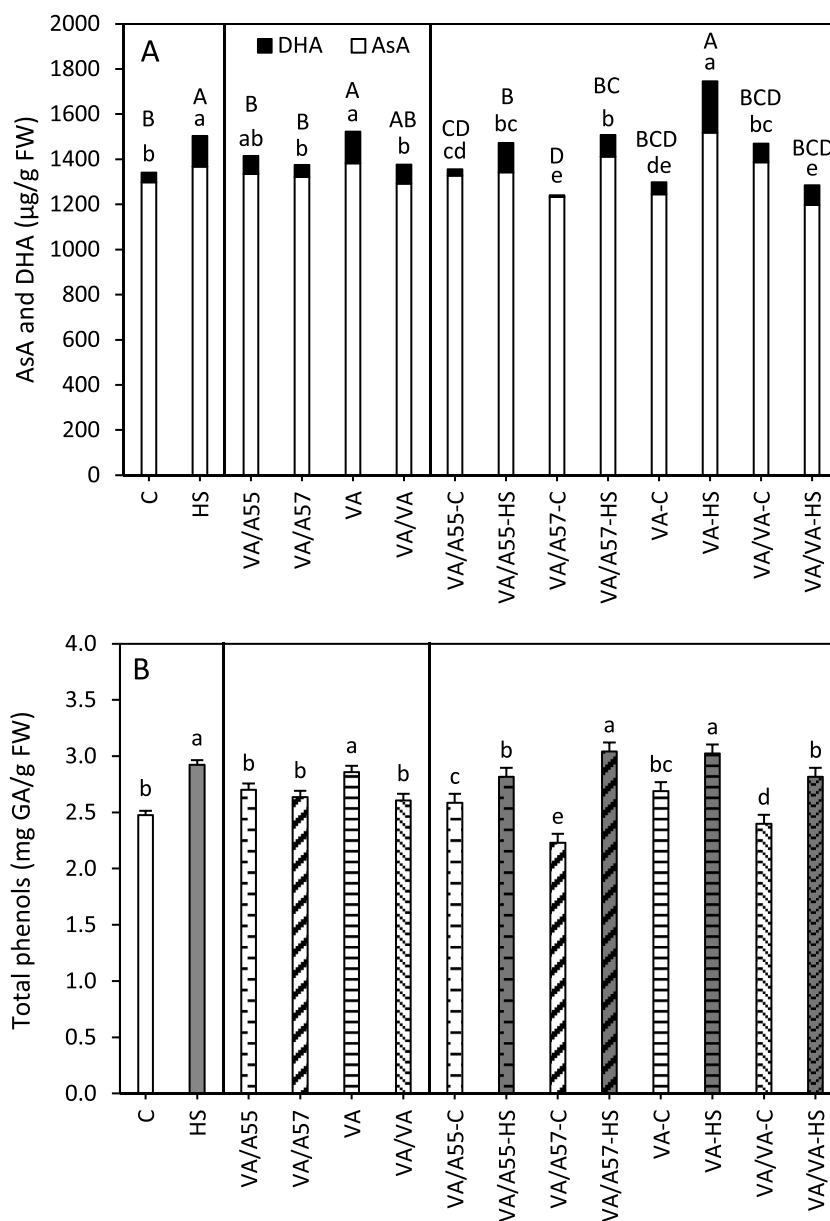 A
DHA AsA
AsA and DHA (µg/g FW)
2000
1800
1600
1400
1200
1000
800
600
400
200
0
B
b
A
a
B
ab
B
b
A
a
AB
b
CD
cd
B
bc
D
e
BC
b
BCD
de
A
a
BCD
bc
BCD
e
C
HS
VA/A55
VA/A57
VA
VA/VA
VA/A55-C
VA/A55-HS
VA/A57-C
VA/A57-HS
VA-C
VA-HS
VA/VA-C
VA/VA-HS
B
Total phenols (mg GA/g FW)
4.0
3.5
3.0
2.5
2.0
1.5
1.0
0.5
0.0
b
a
b
b
a
b
c
b
e
a
bc
a
d
b
C
HS
VA/A55
VA/A57
VA
VA/VA
VA/A55-C
VA/A55-HS
VA/A57-C
VA/A57-HS
VA-C
VA-HS
VA/VA-C
VA/VA-HS